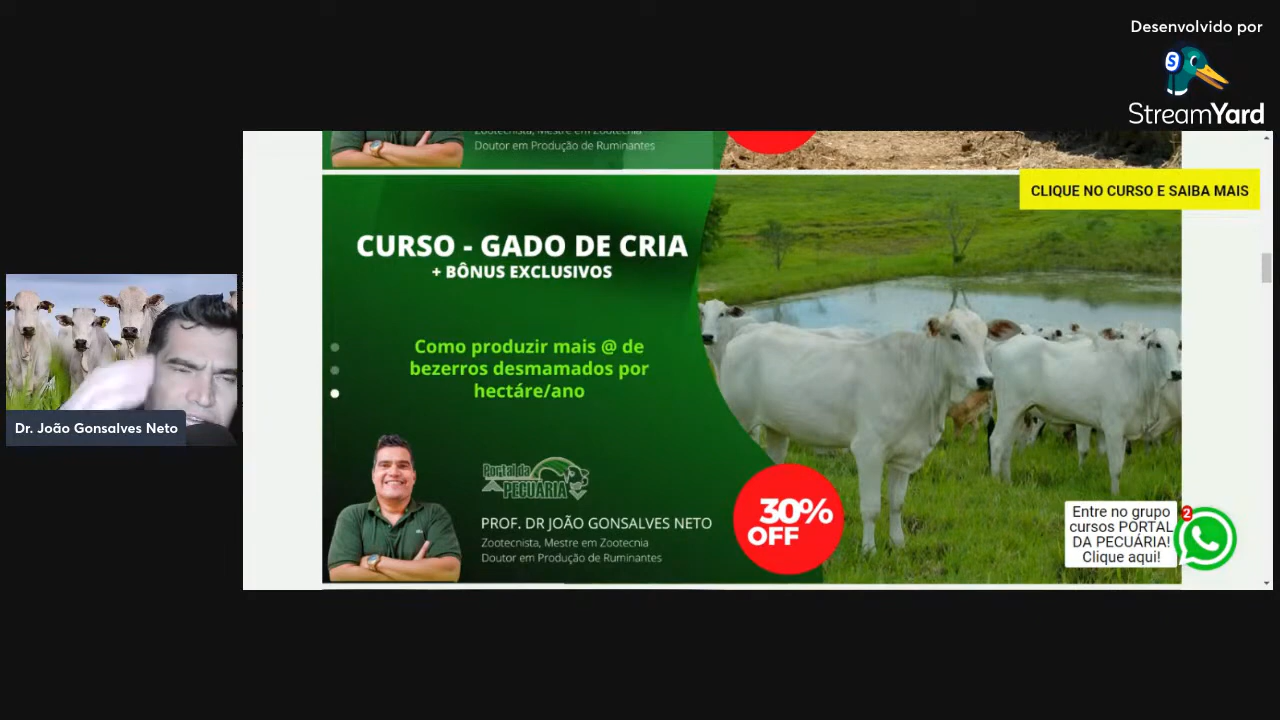 Desenvolvido por
StreamYard
Zootecnista, Mestre em Zootecnia
Doutor em Produção de Ruminantes
CLIQUE NO CURSO E SAIBA MAIS
CURSO - GADO DE CRIA
+ BÔNUS EXCLUSIVOS
Como produzir mais @ de
bezerros desmamados por
hectáre/ano
Dr. João Gonsalves Neto
Portal da
PECUÁRIA
PROF. DR JOÃO GONSALVES NETO
Zootecnista, Mestre em Zootecnia
Doutor em Produção de Ruminantes
30%
OFF
Entre no grupo
cursos PORTAL
DA PECUÁRIA!
Clique aqui!
2